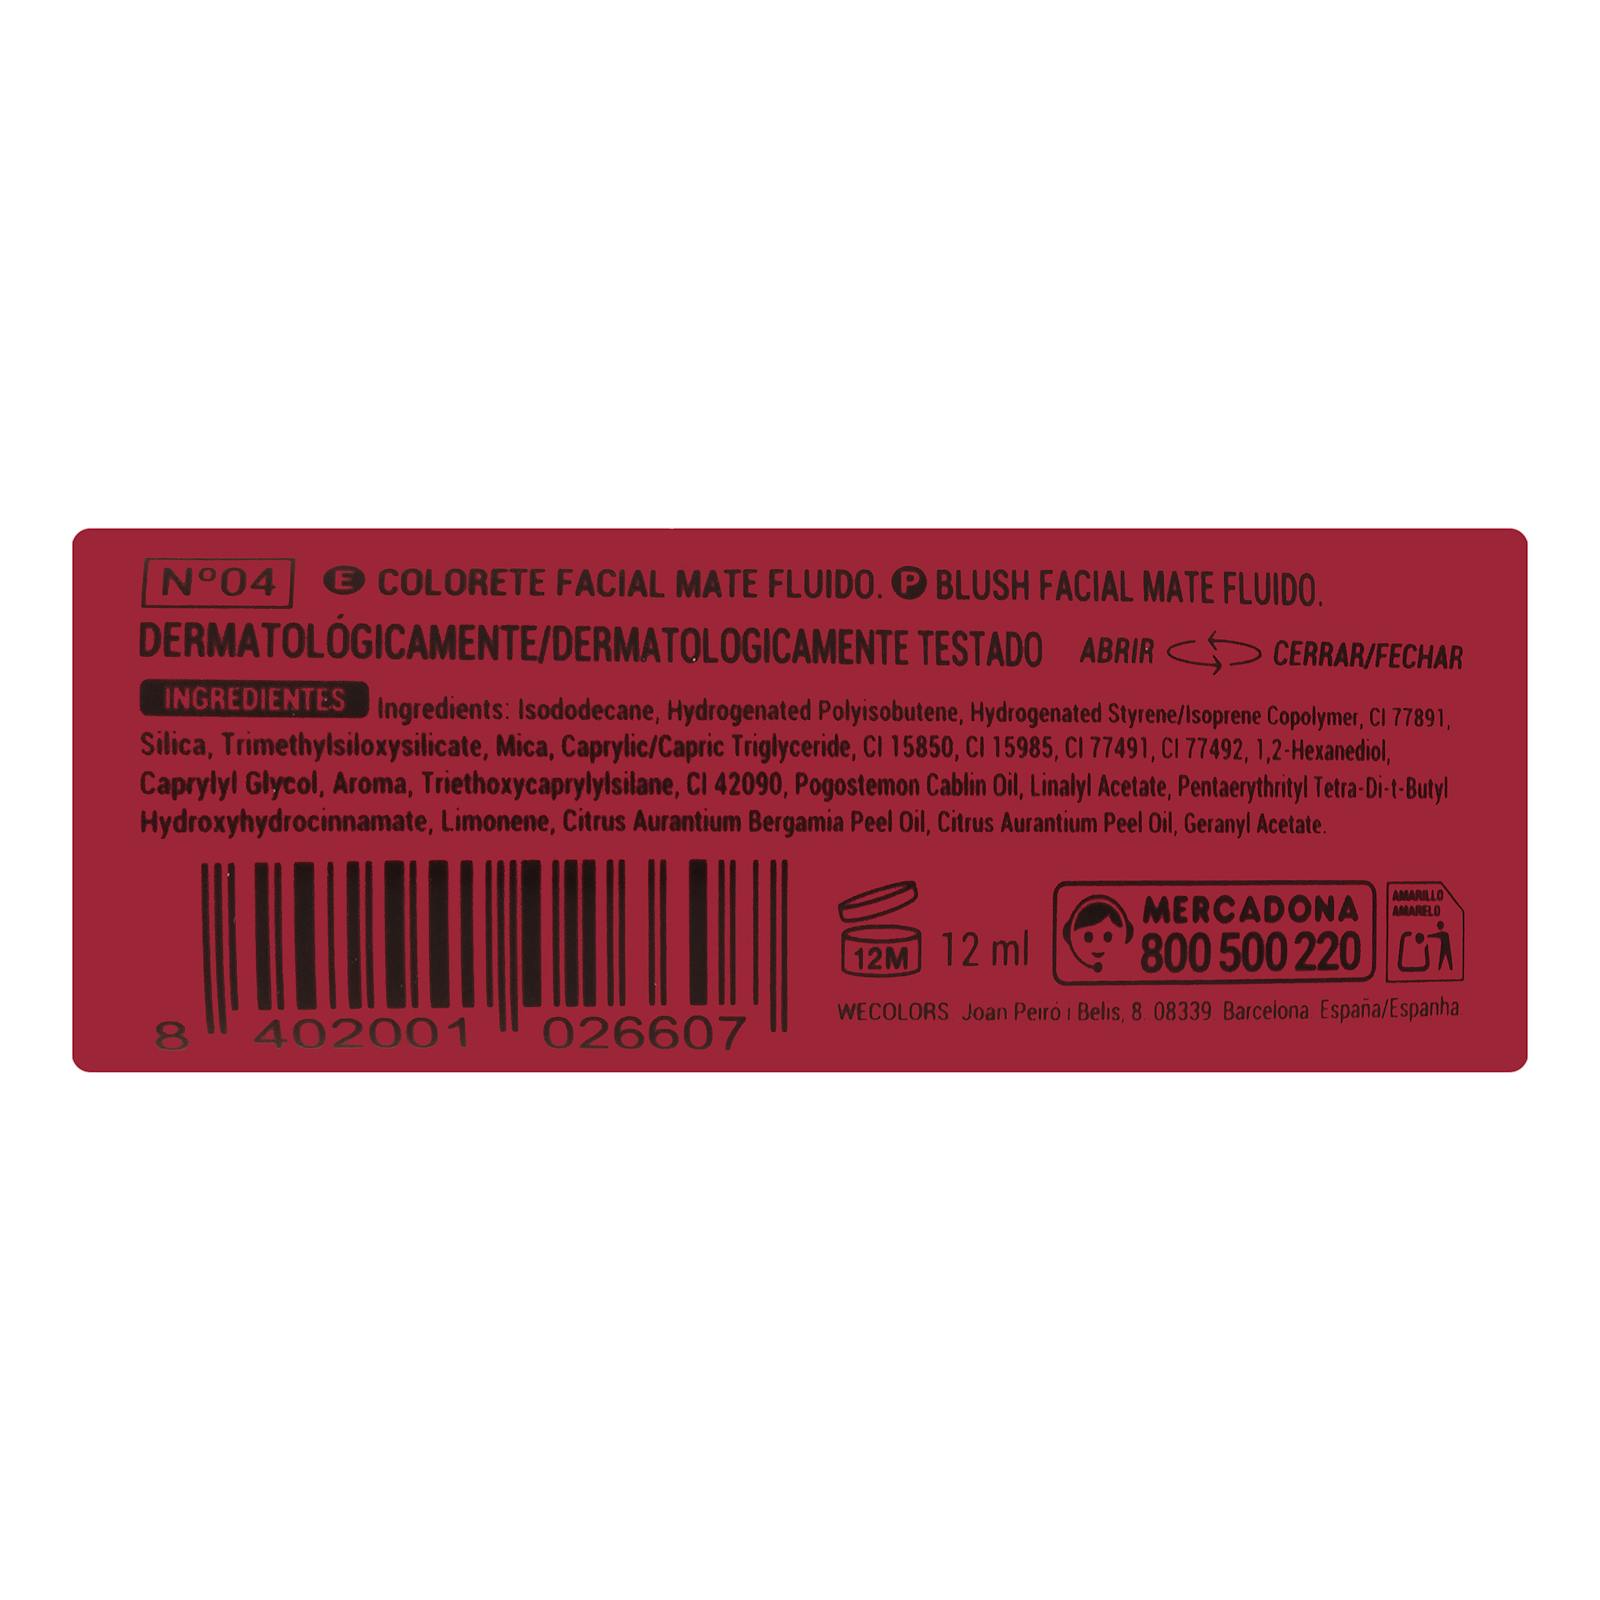 Nº04 E COLORETE FACIAL MATE FLUIDO. P BLUSH FACIAL MATE FLUIDO.
DERMATOLÓGICAMENTE/DERMATOLOGICAMENTE TESTADO ABRIR CERRAR/FECHAR
INGREDIENTES Ingredients: Isododecane, Hydrogenated Polyisobutene, Hydrogenated Styrene/Isoprene Copolymer, CI 77891,
Silica, Trimethylsiloxysilicate, Mica, Caprylic/Capric Triglyceride, CI 15850, CI 15985, CI 77491, CI 77492, 1,2-Hexanediol,
Caprylyl Glycol, Aroma, Triethoxycaprylylsilane, CI 42090, Pogostemon Cablin Oil, Linalyl Acetate, Pentaerythrityl Tetra-Di-t-Butyl
Hydroxyhydrocinnamate, Limonene, Citrus Aurantium Bergamia Peel Oil, Citrus Aurantium Peel Oil, Geranyl Acetate.
8 402001 026607
12M 12 ml
MERCADONA
800 500 220
AMARILLO
AMARELO
WECOLORS. Joan Peiró i Belis, 8. 08339 Barcelona España/Espanha